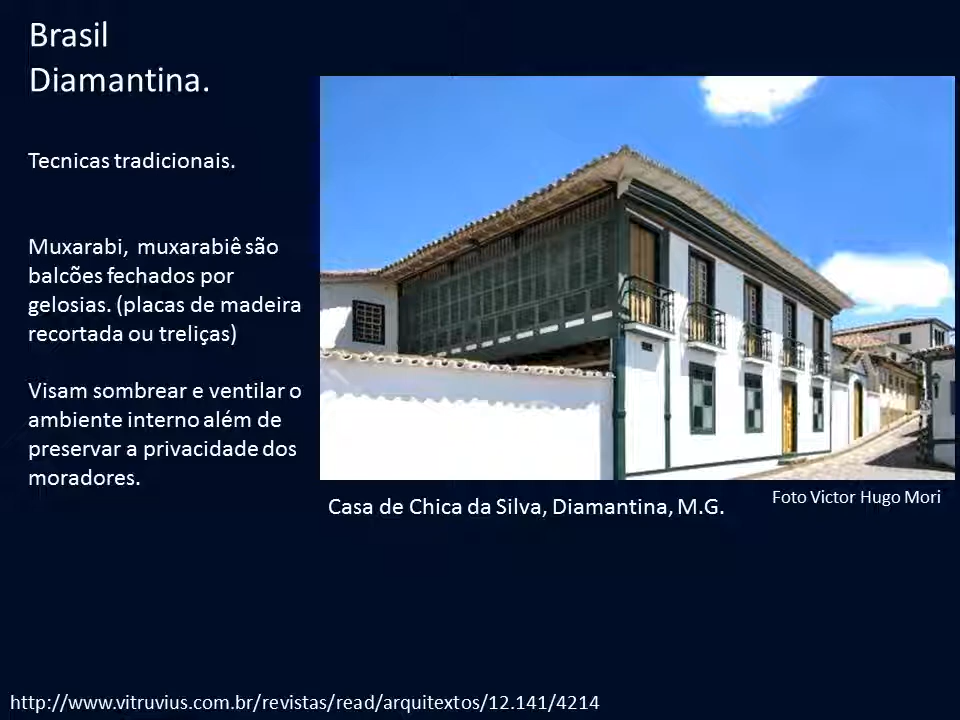 Brasil
Diamantina.
Tecnicas tradicionais.
Muxarabi,  muxarabiê são
balcões fechados por
gelosias. (placas de madeira
recortada ou treliças)
Visam sombrear e ventilar o
ambiente interno além de
preservar a privacidade dos
moradores.
Casa de Chica da Silva, Diamantina, M.G.
Foto Victor Hugo Mori
http://www.vitruvius.com.br/revistas/read/arquitextos/12.141/4214